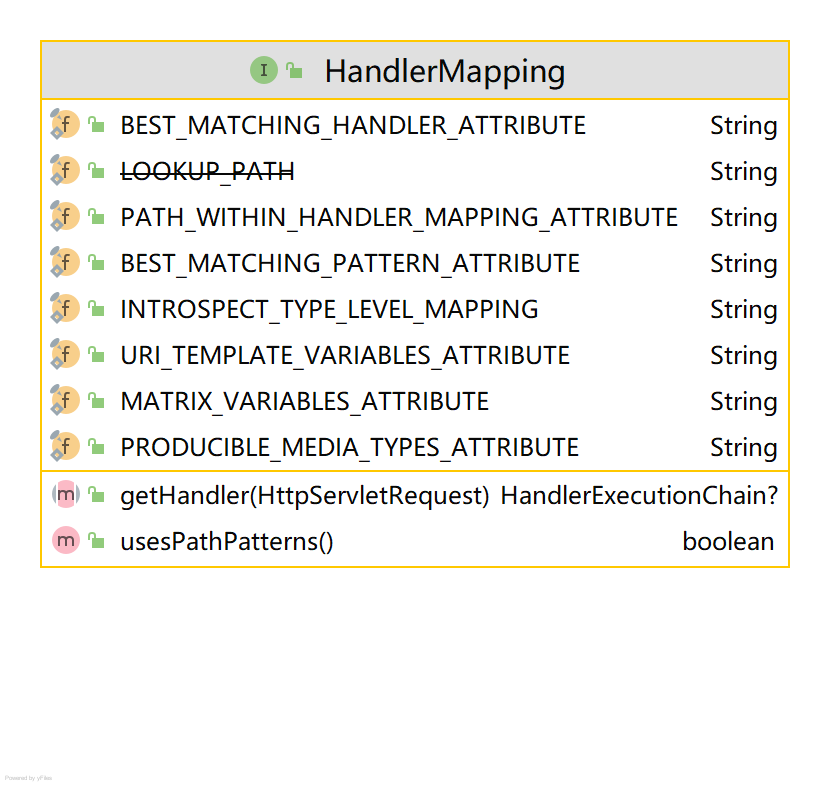 I HandlerMapping
f BEST_MATCHING_HANDLER_ATTRIBUTE String
f LOOKUP_PATH String
f PATH_WITHIN_HANDLER_MAPPING_ATTRIBUTE String
f BEST_MATCHING_PATTERN_ATTRIBUTE String
f INTROSPECT_TYPE_LEVEL_MAPPING String
f URI_TEMPLATE_VARIABLES_ATTRIBUTE String
f MATRIX_VARIABLES_ATTRIBUTE String
f PRODUCIBLE_MEDIA_TYPES_ATTRIBUTE String
m getHandler(HttpServletRequest) HandlerExecutionChain?
m usesPathPatterns() boolean
Powered by yFiles